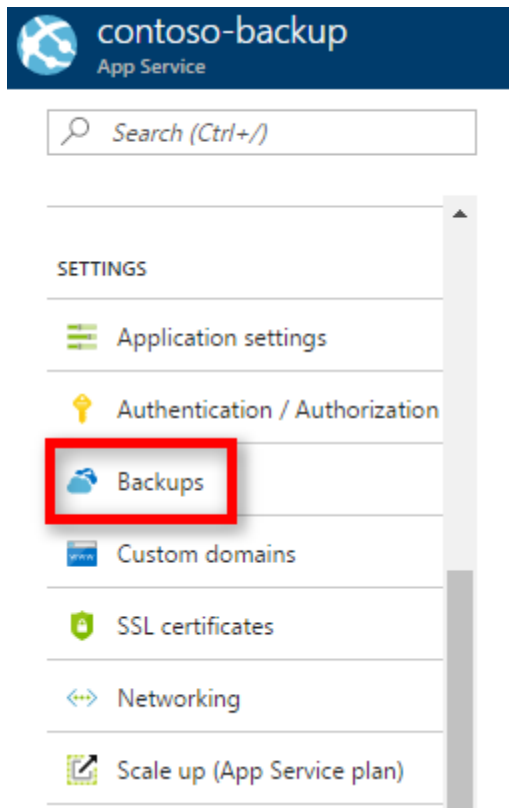 contoso-backup
App Service
Search (Ctrl+/)
SETTINGS
Application settings
Authentication / Authorization
Backups
www
Custom domains
SSL certificates
Networking
Scale up (App Service plan)